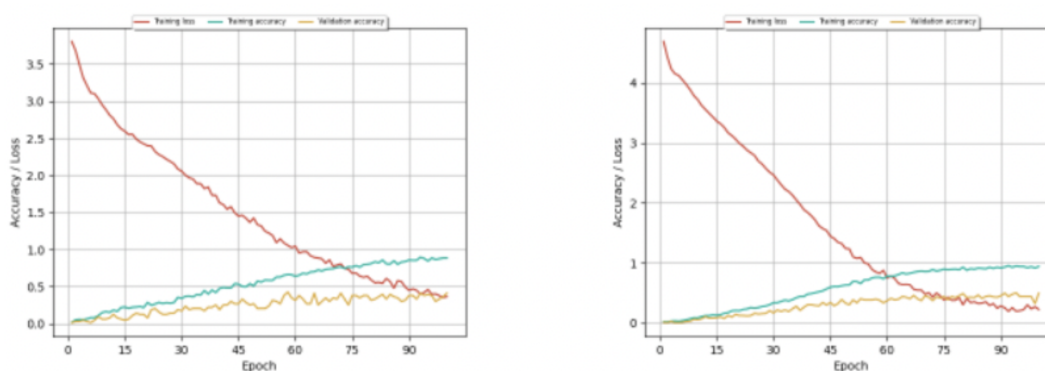 Training loss Training accuracy Validation accuracy
Accuracy / Loss
3.5
3.0
2.5
2.0
1.5
1.0
0.5
0.0
0 15 30 45 60 75 90
Epoch
Training loss Training accuracy Validation accuracy
Accuracy / Loss
4
3
2
1
0
0 15 30 45 60 75 90
Epoch